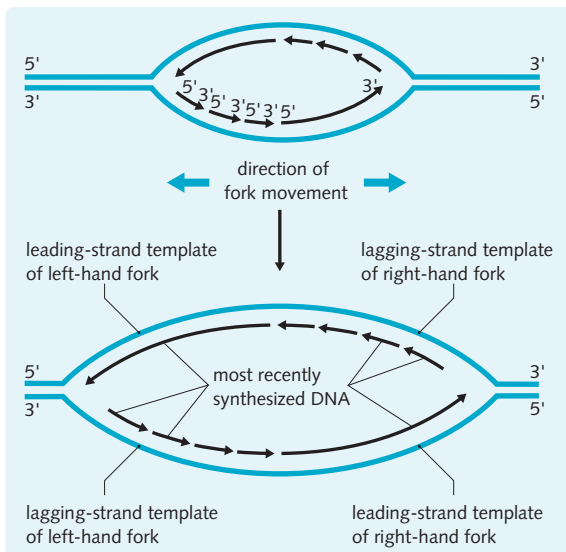 5' 3'
3' 5'
5' 3' 5' 3' 5' 3' 5' 3'
direction of
fork movement
leading-strand template
of left-hand fork
lagging-strand template
of right-hand fork
5' 3'
3' 5'
most recently
synthesized DNA
lagging-strand template
of left-hand fork
leading-strand template
of right-hand fork